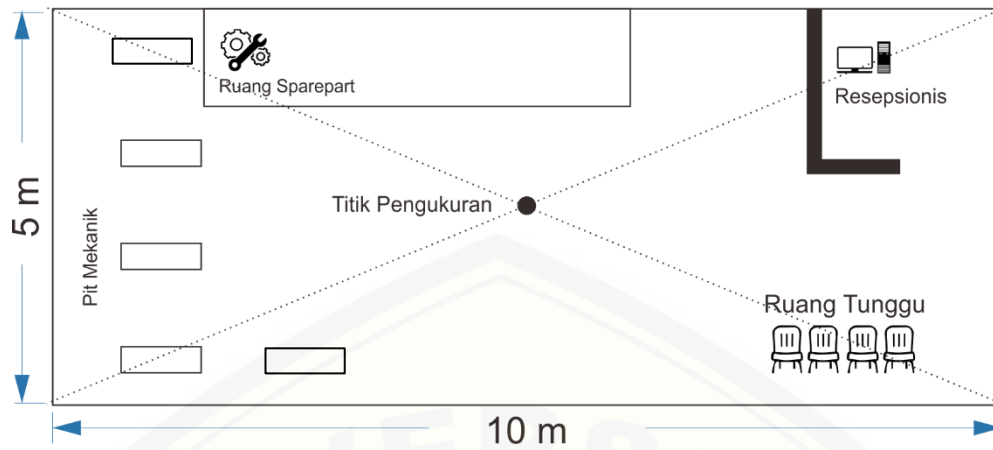 Ruang Sparepart
Resepsionis
5 m
Pit Mekanik
Titik Pengukuran
Ruang Tunggu
10 m